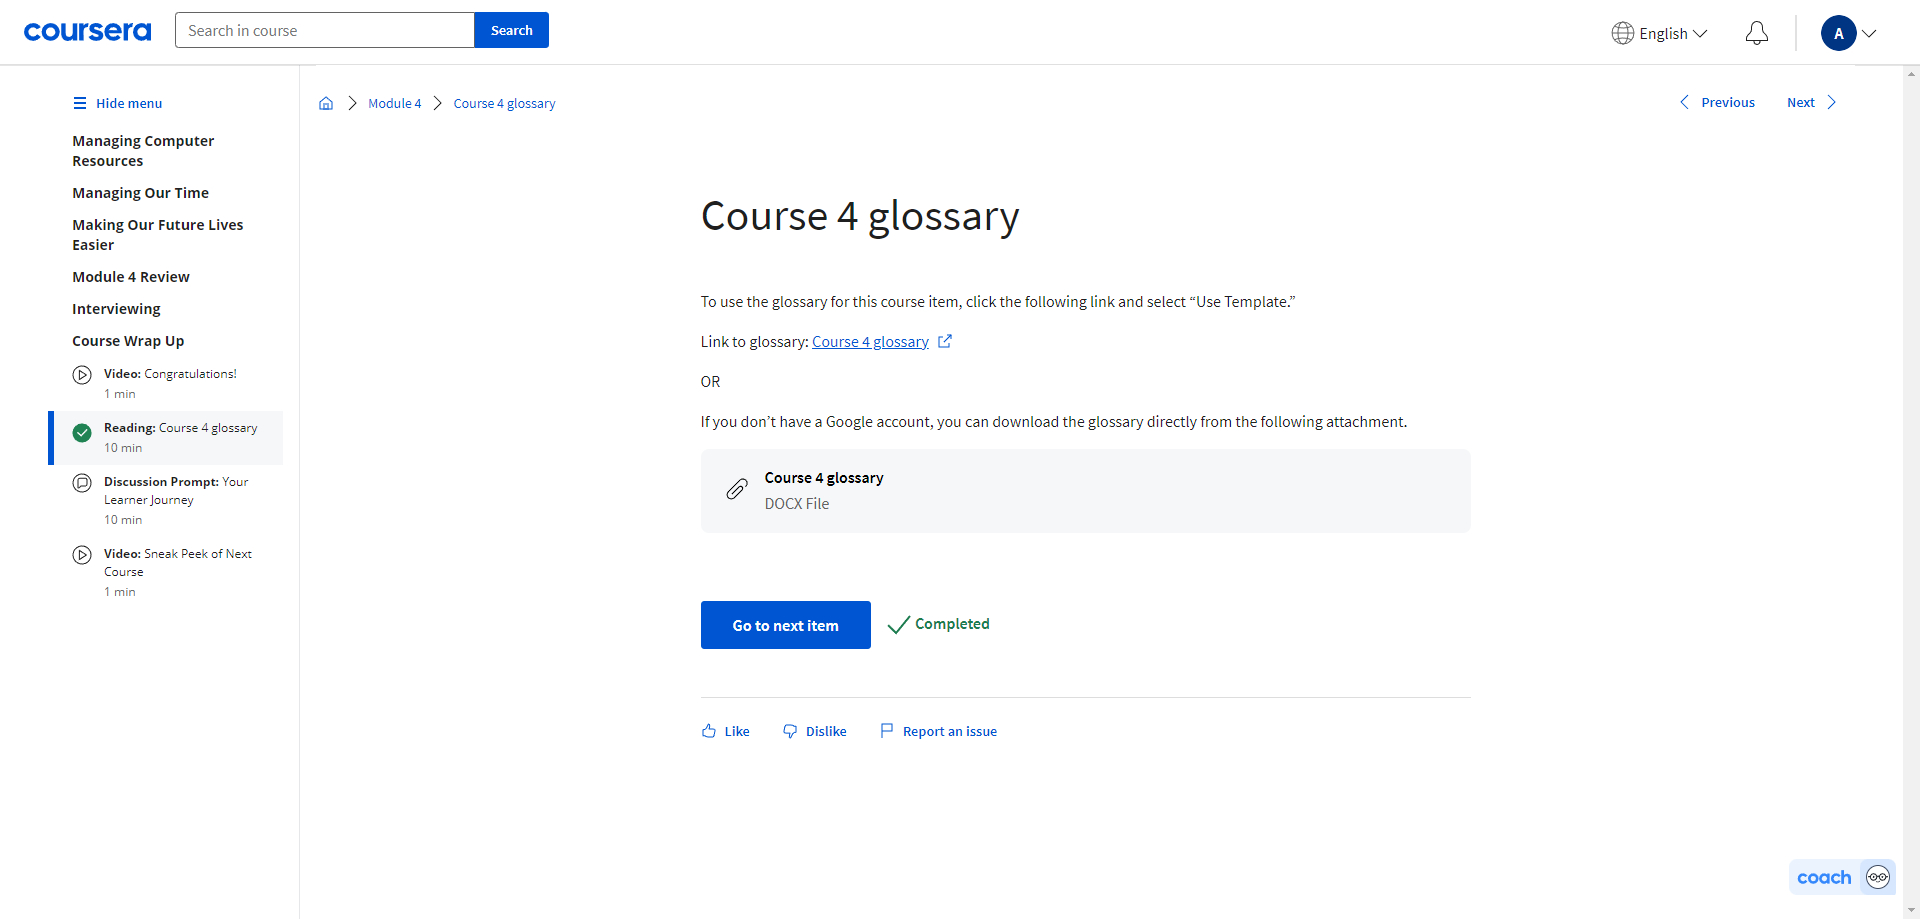 coursera
Search in course
Search
English
A
Hide menu
Managing Computer
Resources
Managing Our Time
Making Our Future Lives
Easier
Module 4 Review
Interviewing
Course Wrap Up
Video: Congratulations!
1 min
Reading: Course 4 glossary
10 min
Discussion Prompt: Your
Learner Journey
10 min
Video: Sneak Peek of Next
Course
1 min
Module 4
Course 4 glossary
Previous
Next
Course 4 glossary
To use the glossary for this course item, click the following link and select “Use Template.”
Link to glossary: Course 4 glossary
OR
If you don’t have a Google account, you can download the glossary directly from the following attachment.
Course 4 glossary
DOCX File
Go to next item
Completed
Like
Dislike
Report an issue
coach